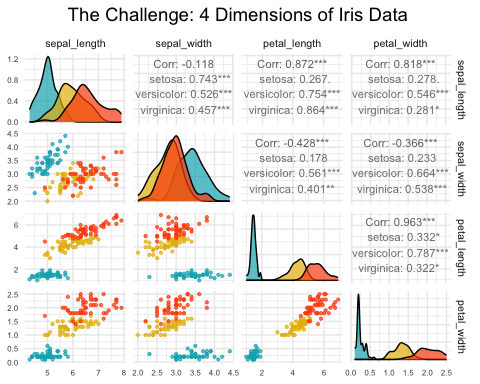 The Challenge: 4 Dimensions of Iris Data
sepal_length sepal_width petal_length petal_width
1.2
0.8
0.4
0.0
Corr: -0.118
setosa: 0.743***
versicolor: 0.526***
virginica: 0.457***
Corr: 0.872***
setosa: 0.267.
versicolor: 0.754***
virginica: 0.864***
Corr: 0.818***
setosa: 0.278.
versicolor: 0.546***
virginica: 0.281*
sepal_length
4.5
4.0
3.5
3.0
2.5
2.0
Corr: -0.428***
setosa: 0.178
versicolor: 0.561***
virginica: 0.401**
Corr: -0.366***
setosa: 0.233
versicolor: 0.664***
virginica: 0.538***
sepal_width
6
4
2
Corr: 0.963***
setosa: 0.332*
versicolor: 0.787***
virginica: 0.322*
petal_length
2.5
2.0
1.5
1.0
0.5
0.0
petal_width
5 6 7 8 2.0 2.5 3.0 3.5 4.0 4.5 2 4 6 0.0 0.5 1.0 1.5 2.0 2.5